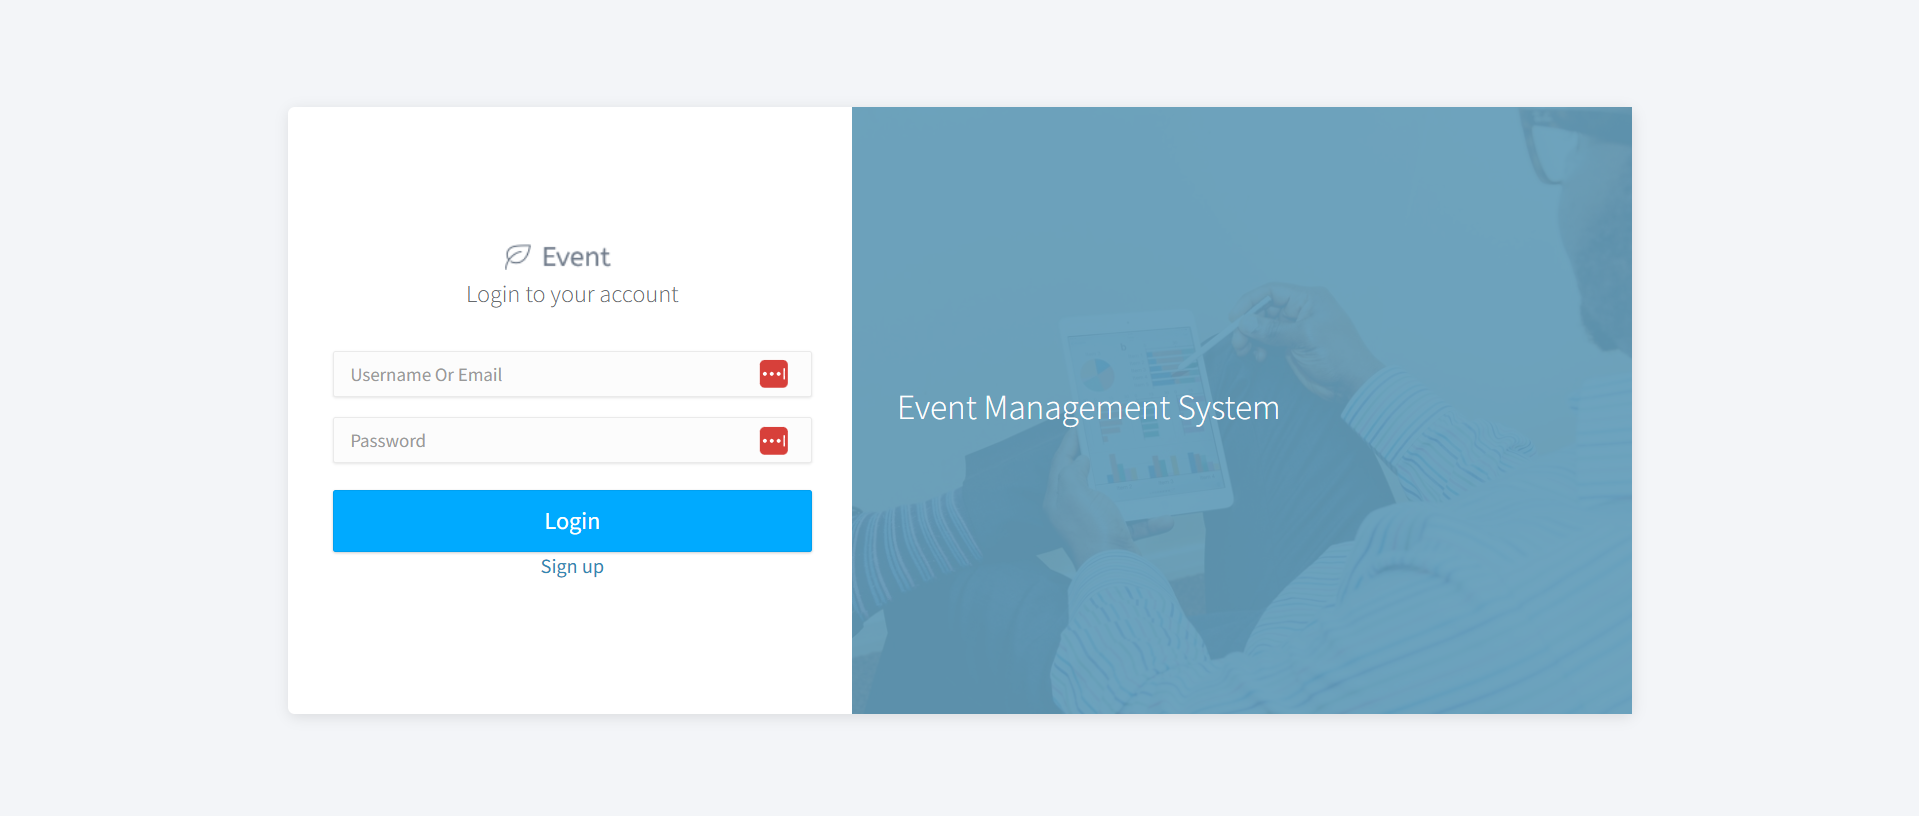 Event
Login to your account
Username Or Email
Password
Login
Sign up
Event Management System